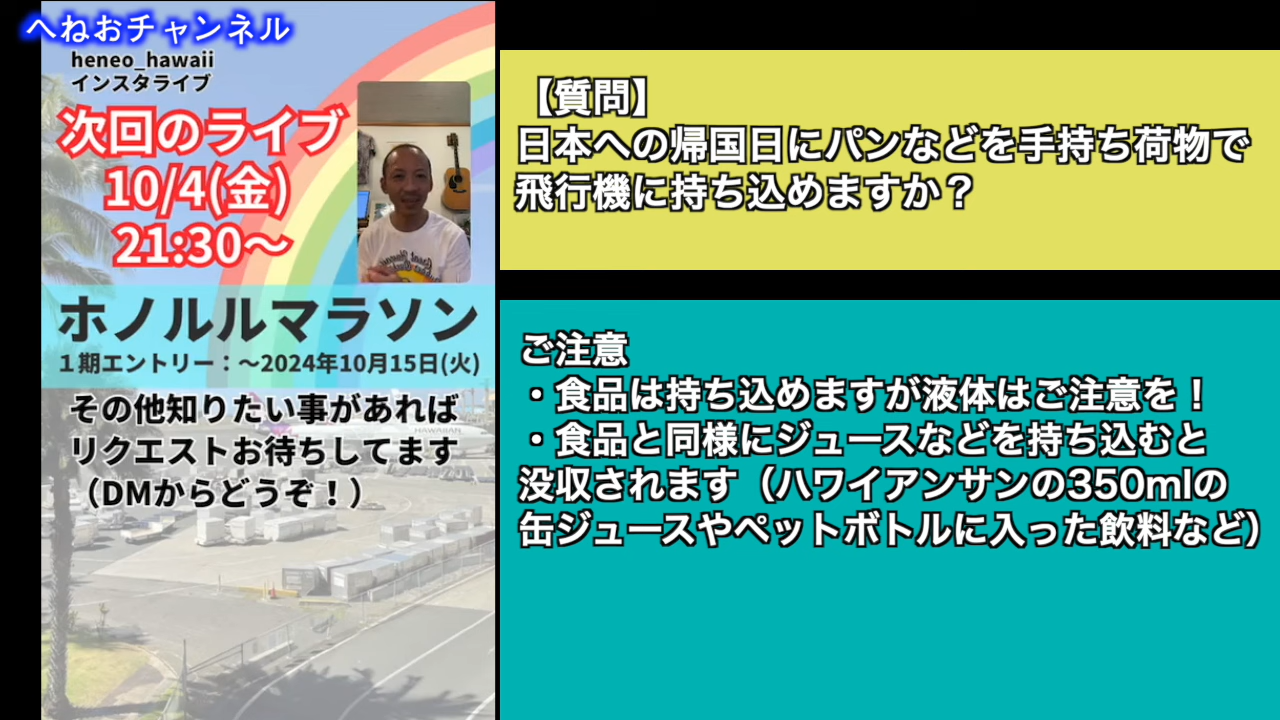 へねおチャンネル
heneo_hawaii
インスタライブ
次回のライブ
10/4(金)
21:30〜
ホノルルマラソン
１期エントリー：〜2024年10月15日(火)
その他知りたい事があれば
リクエストお待ちしてます
（DMからどうぞ！）
HAWAIIAN
【質問】
日本への帰国日にパンなどを手持ち荷物で
飛行機に持ち込めますか？
ご注意
・食品は持ち込めますが液体はご注意を！
・食品と同様にジュースなどを持ち込むと
没収されます（ハワイアンサンの350mlの
缶ジュースやペットボトルに入った飲料など）